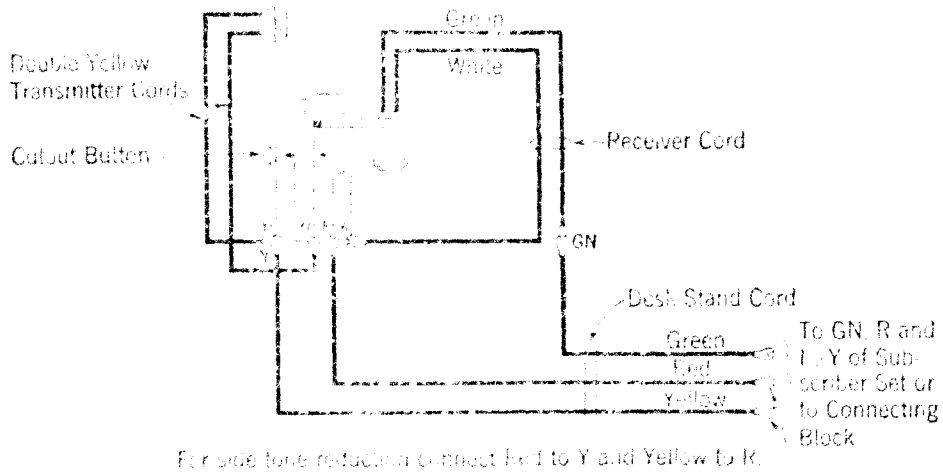 Green
White
Double Yellow
Transmitter Cords
Cutout Button
Receiver Cord
Y
GN
Desk Stand Cord
Green
Red
Yellow
To GN, R and
L2Y of Sub-
scriber Set or
to Connecting
Block
For side tone reduction connect Red to Y and Yellow to R.